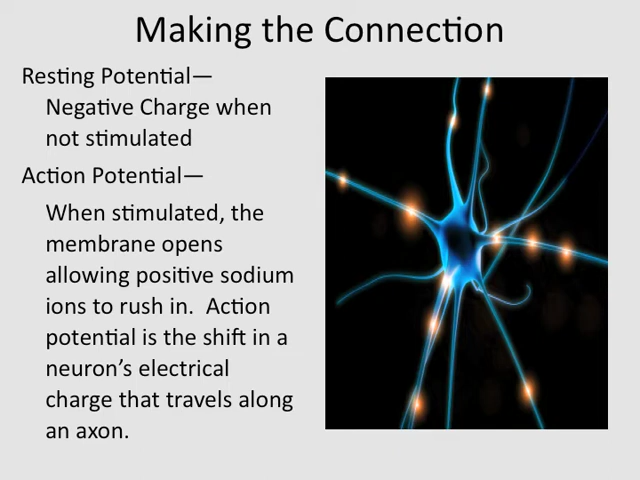 Making the Connection
Resting Potential—
Negative Charge when
not stimulated
Action Potential—
When stimulated, the
membrane opens
allowing positive sodium
ions to rush in.  Action
potential is the shift in a
neuron’s electrical
charge that travels along
an axon.